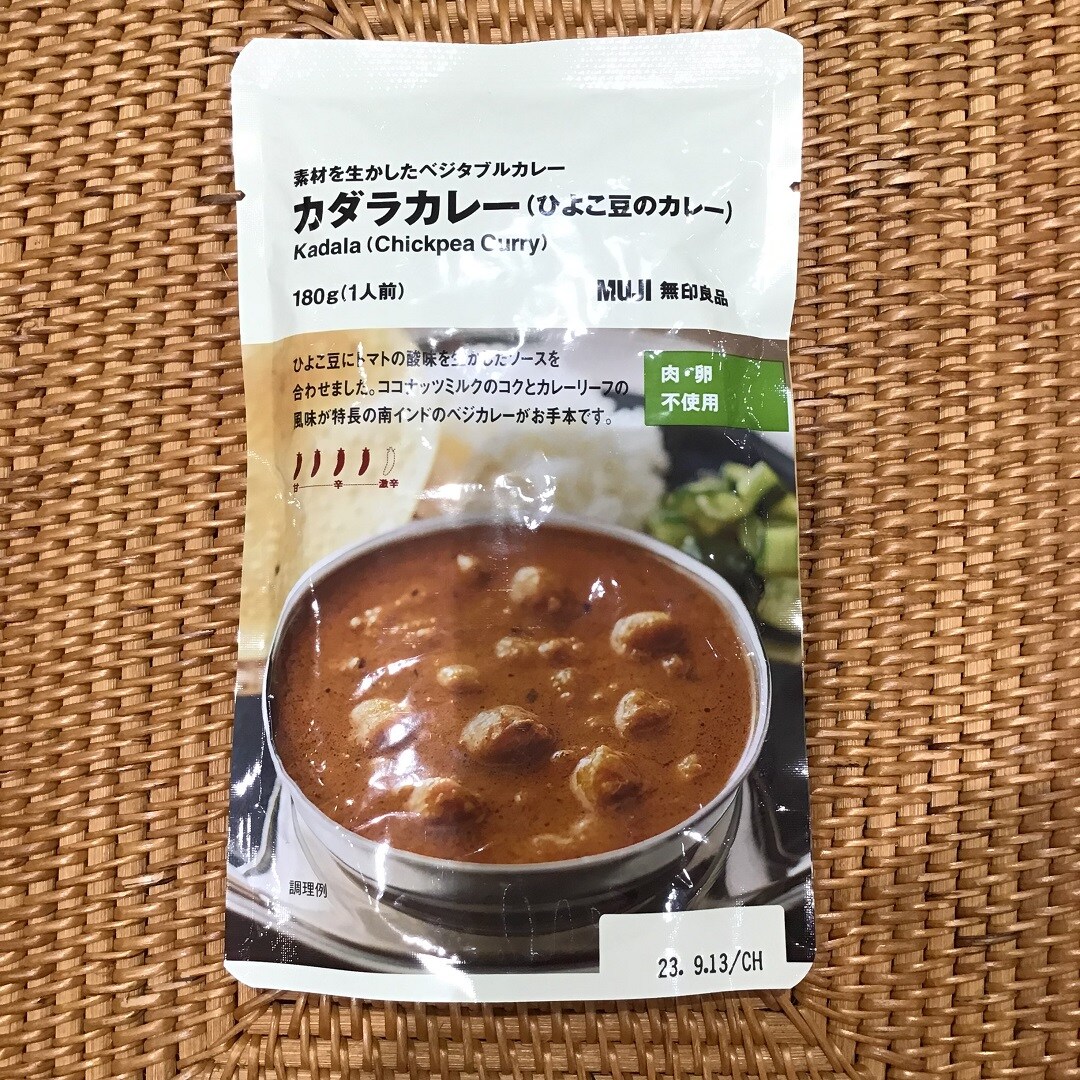 素材を生かしたベジタブルカレー
カダラカレー(ひよこ豆のカレー)
Kadala (Chickpea Curry)
180g(1人前)
MUJI 無印良品
ひよこ豆にトマトの酸味を生かしたソースを
合わせました。ココナッツミルクのコクとカレーリーフの
風味が特長の南インドのベジカレーがお手本です。
肉・卵
不使用
甘 辛 激辛
調理例
23. 9.13/CH